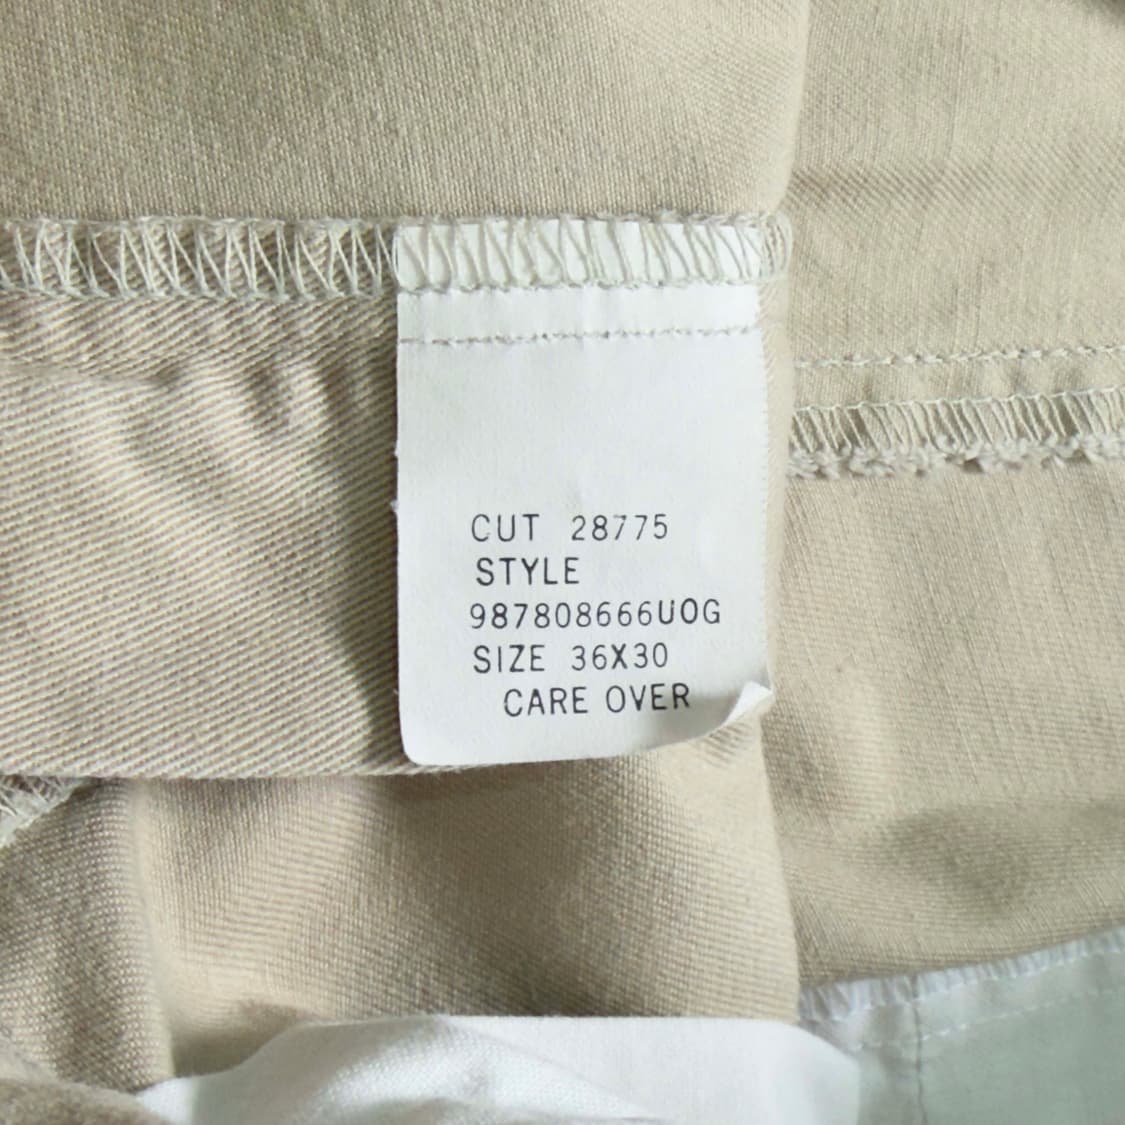 CUT 28775
STYLE
987808666UOG
SIZE 36X30
CARE OVER